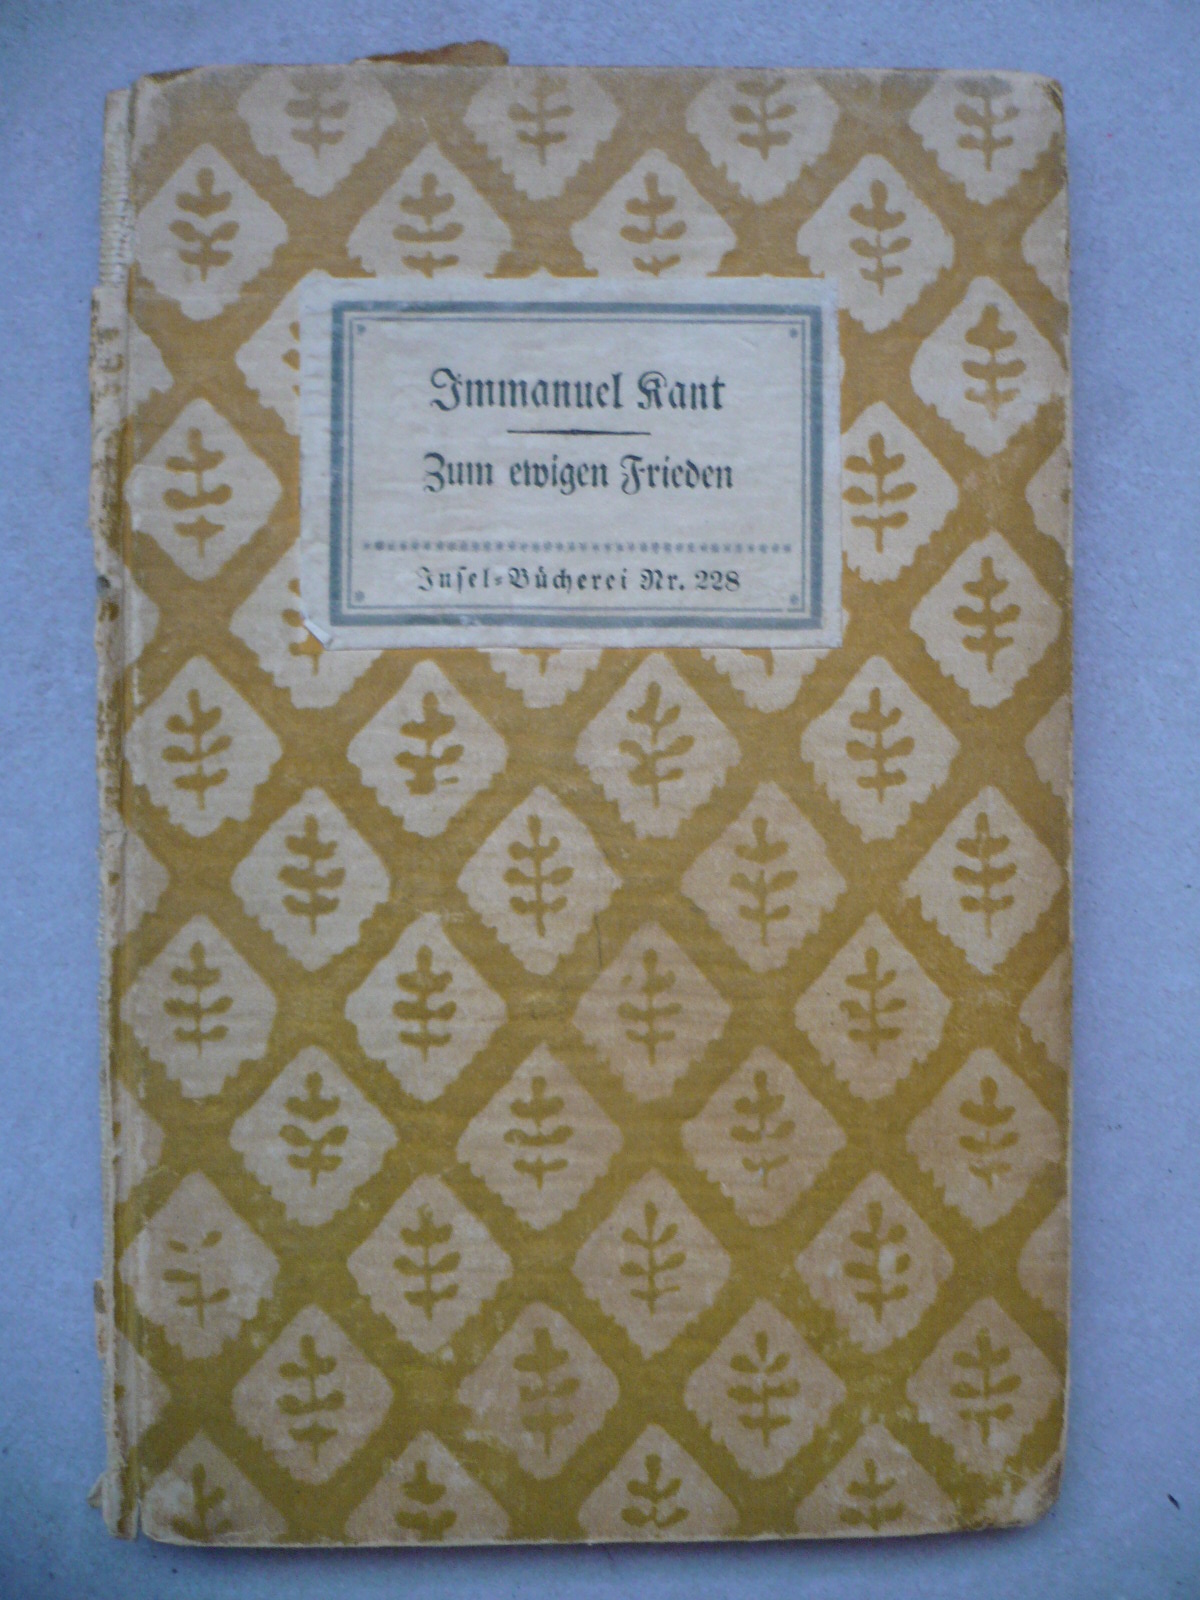 Immanuel Kant
Zum ewigen Frieden
Insel-Bücherei Nr. 228